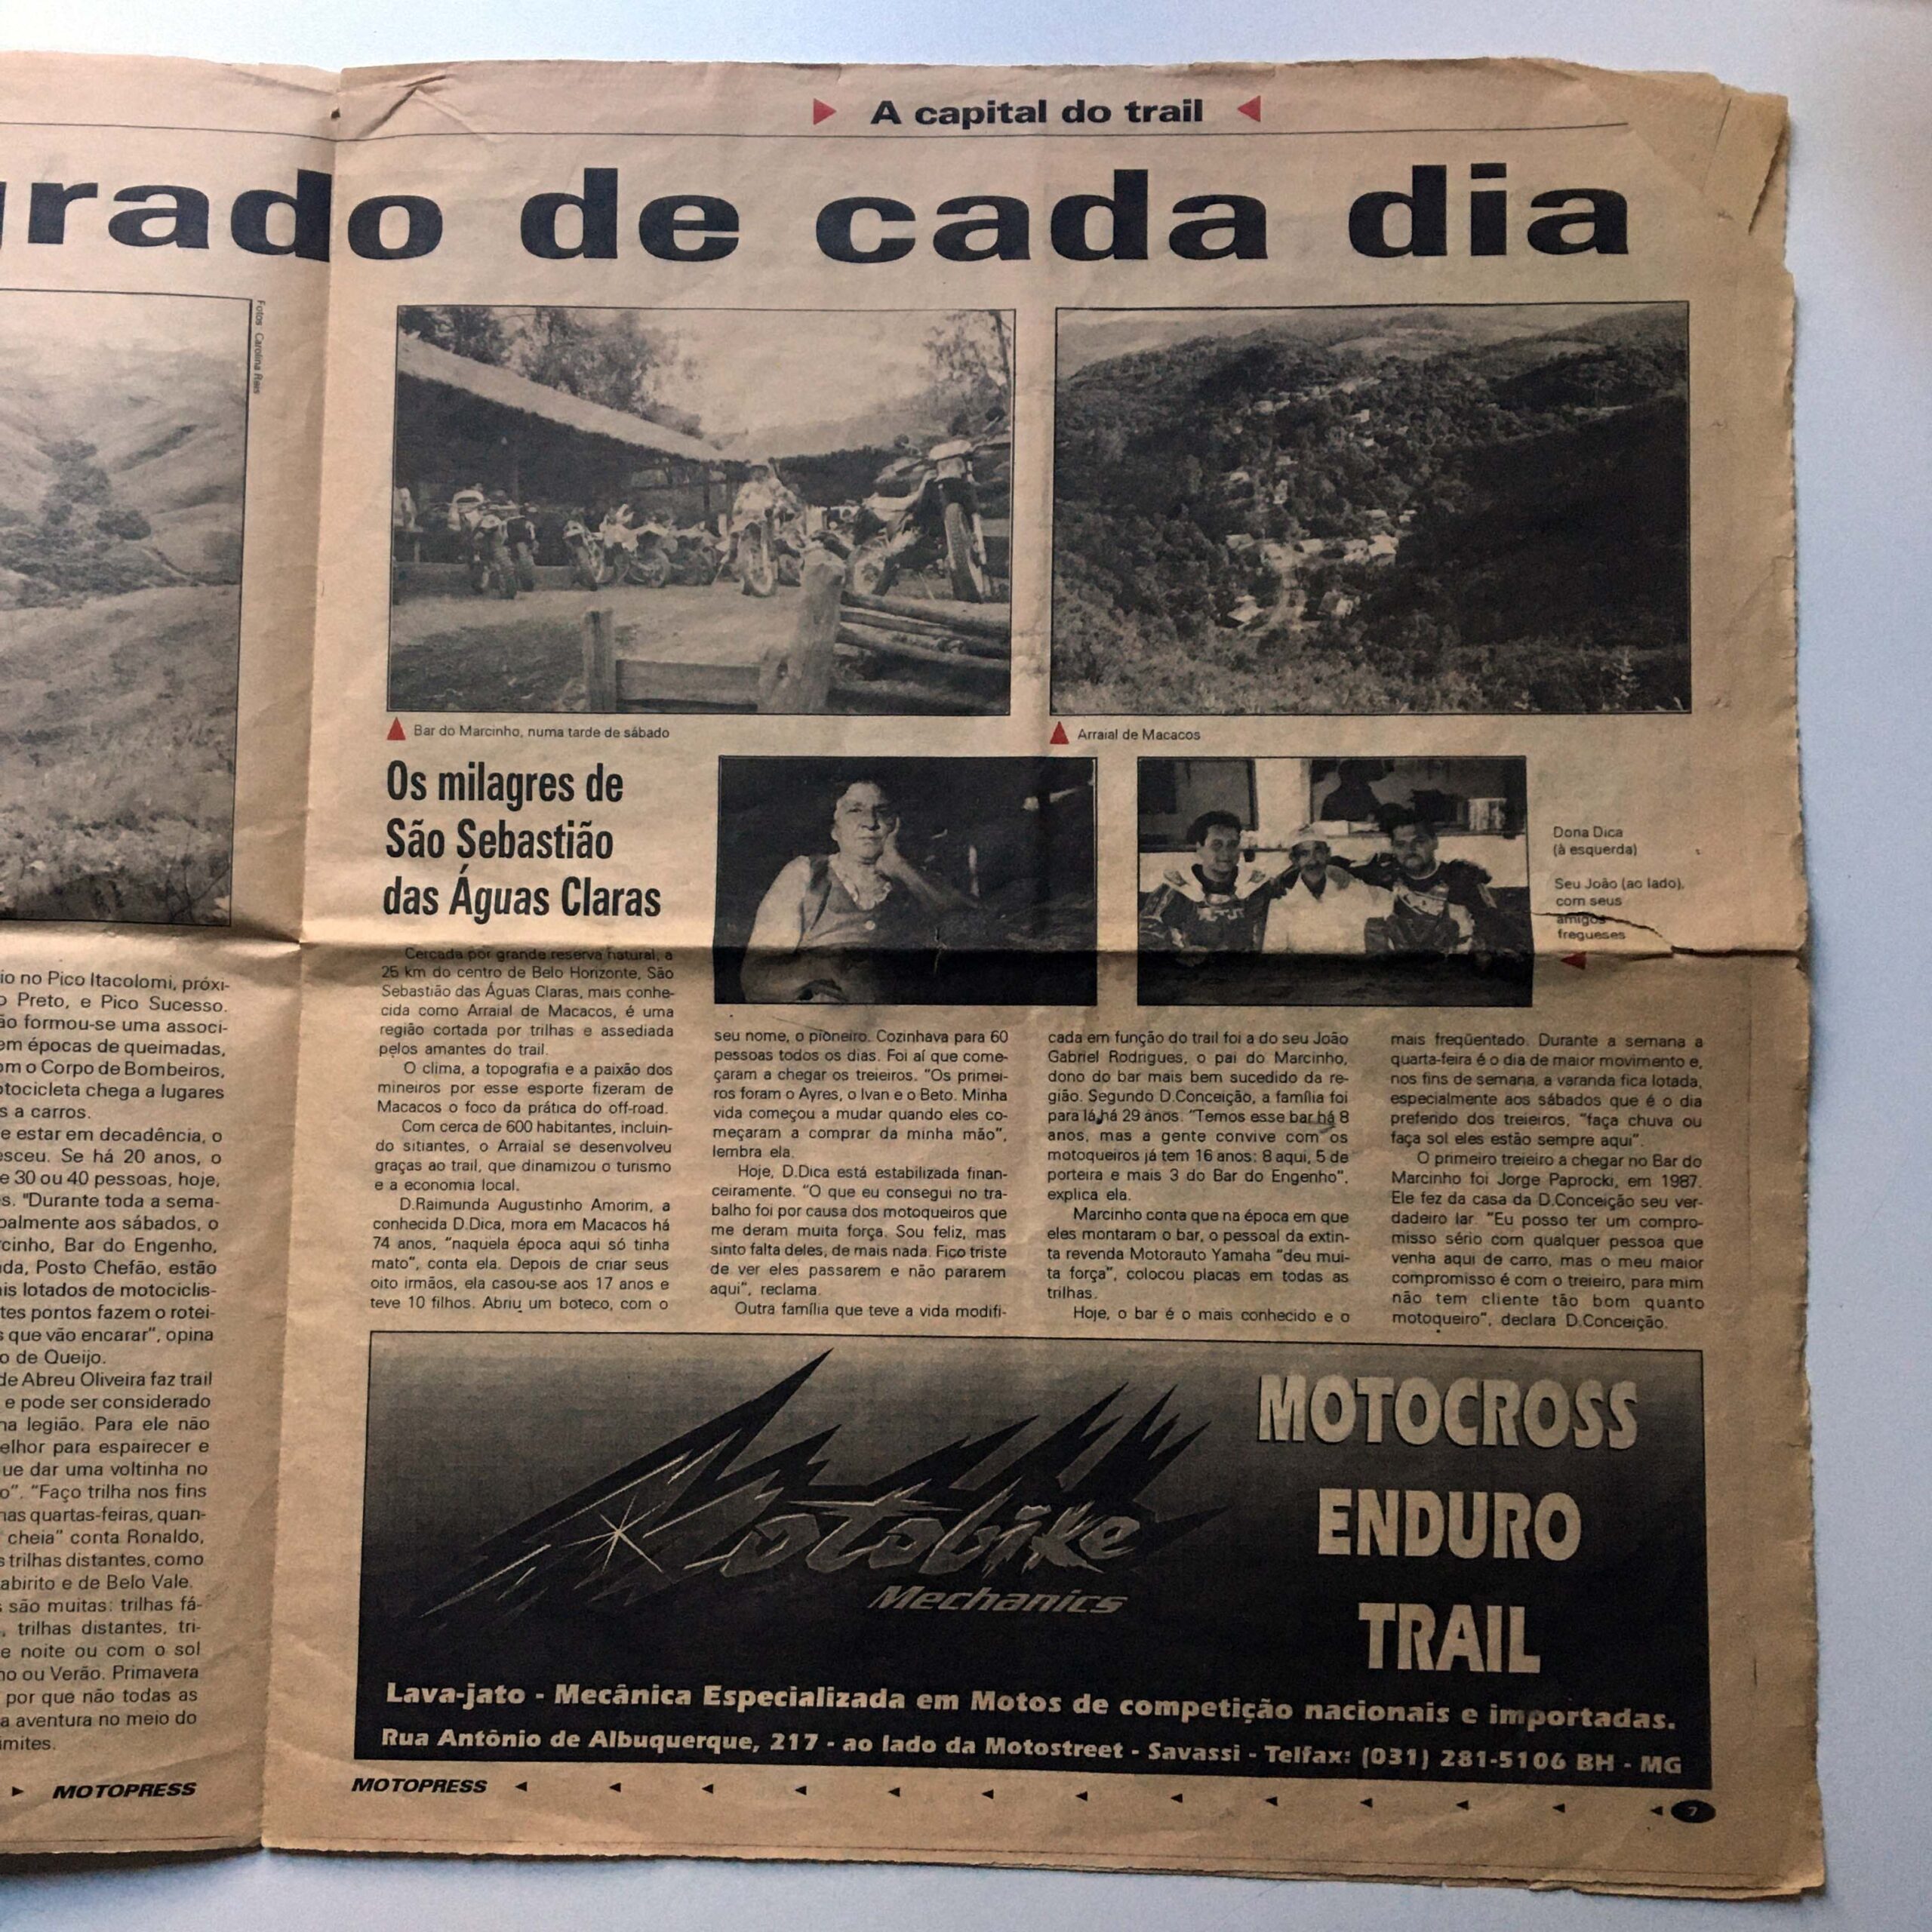 A capital do trail
grado de cada dia
Fotos Carolina Reis
Bar do Marcinho, numa tarde de sábado
Arraial de Macacos
Dona Dica
(à esquerda)
Seu João (ao lado),
com seus
amigos
fregueses
Os milagres de
São Sebastião
das Águas Claras
Cercada por grande reserva natural, a
25 km do centro de Belo Horizonte, São
Sebastião das Águas Claras, mais conhe-
cida como Arraial de Macacos, é uma
região cortada por trilhas e assediada
pelos amantes do trail.
O clima, a topografia e a paixão dos
mineiros por esse esporte fizeram de
Macacos o foco da prática do off-road.
Com cerca de 600 habitantes, incluin-
do sitiantes, o Arraial se desenvolveu
graças ao trail, que dinamizou o turismo
e a economia local.
D.Raimunda Augustinho Amorim, a
conhecida D.Dica, mora em Macacos há
74 anos, "naquela época aqui só tinha
mato", conta ela. Depois de criar seus
oito irmãos, ela casou-se aos 17 anos e
teve 10 filhos. Abriu um boteco, com o
seu nome, o pioneiro. Cozinhava para 60
pessoas todos os dias. Foi aí que come-
çaram a chegar os treieiros. "Os primei-
ros foram o Ayres, o Ivan e o Beto. Minha
vida começou a mudar quando eles co-
meçaram a comprar da minha mão",
lembra ela.
Hoje, D.Dica está estabilizada finan-
ceiramente. "O que eu consegui no tra-
balho foi por causa dos motoqueiros que
me deram muita força. Sou feliz, mas
sinto falta deles, de mais nada. Fico triste
de ver eles passarem e não pararem
aqui", reclama.
Outra família que teve a vida modifi-
cada em função do trail foi a do seu João
Gabriel Rodrigues, o pai do Marcinho,
dono do bar mais bem sucedido da re-
gião. Segundo D.Conceição, a família foi
para lá há 29 anos. "Temos esse bar há 8
anos, mas a gente convive com os
motoqueiros já tem 16 anos: 8 aqui, 5 de
porteira e mais 3 do Bar do Engenho",
explica ela.
Marcinho conta que na época em que
eles montaram o bar, o pessoal da extin-
ta revenda Motorauto Yamaha "deu mui-
ta força", colocou placas em todas as
trilhas.
Hoje, o bar é o mais conhecido e o
mais freqüentado. Durante a semana a
quarta-feira é o dia de maior movimento e,
nos fins de semana, a varanda fica lotada,
especialmente aos sábados que é o dia
preferido dos treieiros, "faça chuva ou
faça sol eles estão sempre aqui".
O primeiro treieiro a chegar no Bar do
Marcinho foi Jorge Paprocki, em 1987.
Ele fez da casa da D.Conceição seu ver-
dadeiro lar. "Eu posso ter um compro-
misso sério com qualquer pessoa que
venha aqui de carro, mas o meu maior
compromisso é com o treieiro, para mim
não tem cliente tão bom quanto
motoqueiro", declara D.Conceição.
io no Pico Itacolomi, próxi-
o Preto, e Pico Sucesso.
ão formou-se uma associ-
em épocas de queimadas,
om o Corpo de Bombeiros,
otocicleta chega a lugares
s a carros.
e estar em decadência, o
esceu. Se há 20 anos, o
e 30 ou 40 pessoas, hoje,
s. "Durante toda a sema-
palmente aos sábados, o
rcinho, Bar do Engenho,
da, Posto Chefão, estão
is lotados de motociclis-
tes pontos fazem o rotei-
s que vão encarar", opina
o de Queijo.
de Abreu Oliveira faz trail
e pode ser considerado
na legião. Para ele não
elhor para espairecer e
ue dar uma voltinha no
o". "Faço trilha nos fins
nas quartas-feiras, quan-
cheia" conta Ronaldo,
s trilhas distantes, como
abirito e de Belo Vale.
s são muitas: trilhas fá-
, trilhas distantes, tri-
e noite ou com o sol
no ou Verão. Primavera
por que não todas as
a aventura no meio do
imites.
Motobike
Mechanics
MOTOCROSS
ENDURO
TRAIL
Lava-jato - Mecânica Especializada em Motos de competição nacionais e importadas.
Rua Antônio de Albuquerque, 217 - ao lado da Motostreet - Savassi - Telfax: (031) 281-5106 BH - MG
MOTOPRESS
MOTOPRESS
7